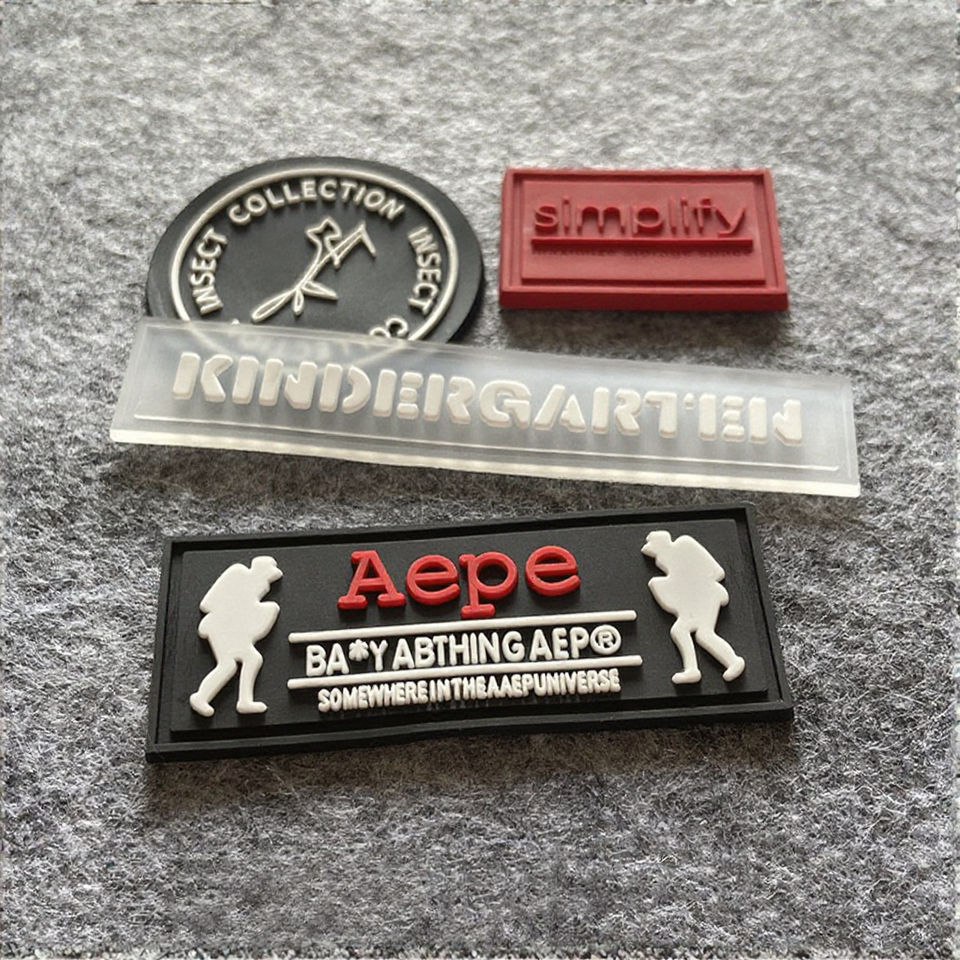 INSECT COLLECTION INSECT
simplify
KINDERGARTEN
Aepe
BA*Y ABTHING AEP®
SOMEWHERE IN THE AAEP UNIVERSE